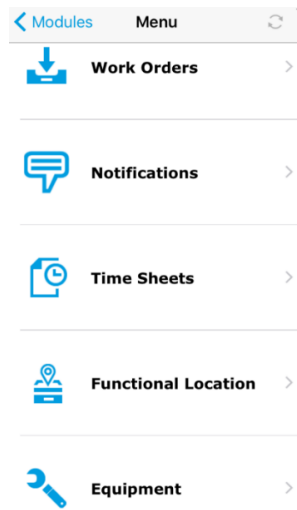 Modules Menu
Work Orders
Notifications
Time Sheets
Functional Location
Equipment